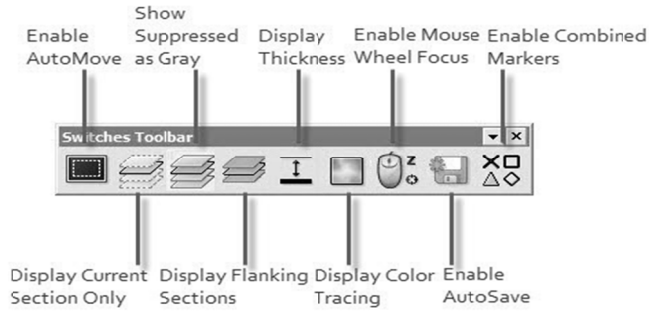 Show
Enable
Suppressed
Display
Enable Mouse
Enable Combined
AutoMove
as Gray
Thickness
Wheel Focus
Markers
Switches Toolbar
Z
Display Current
Section Only
Display Flanking
Sections
Display Color
Tracing
Enable
AutoSave